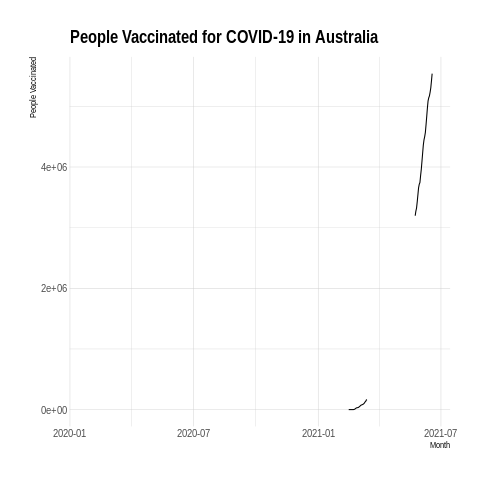 People Vaccinated for COVID-19 in Australia
People Vaccinated
4e+06
2e+06
0e+00
2020-01 2020-07 2021-01 2021-07
Month